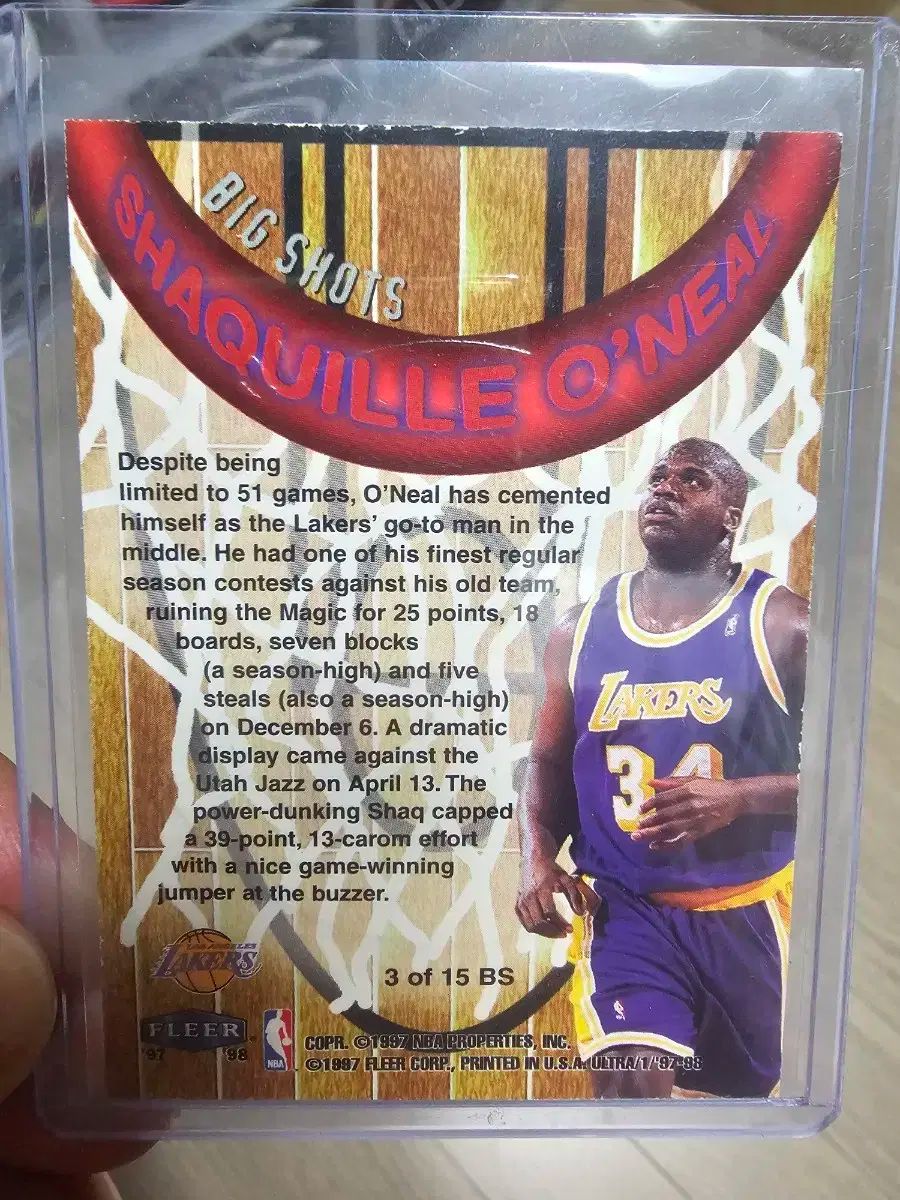 BIG SHOTS
SHAQUILLE O'NEAL
Despite being
limited to 51 games, O'Neal has cemented
himself as the Lakers' go-to man in the
middle. He had one of his finest regular
season contests against his old team,
ruining the Magic for 25 points, 18
boards, seven blocks
(a season-high) and five
steals (also a season-high)
on December 6. A dramatic
display came against the
Utah Jazz on April 13. The
power-dunking Shaq capped
a 39-point, 13-carom effort
with a nice game-winning
jumper at the buzzer.
LAKERS
34
LOS ANGELES
LAKERS
3 of 15 BS
FLEER
'97 98
NBA
COPR. ©1997 NBA PROPERTIES, INC.
©1997 FLEER CORP., PRINTED IN U.S.A. ULTRA/1/'97-98